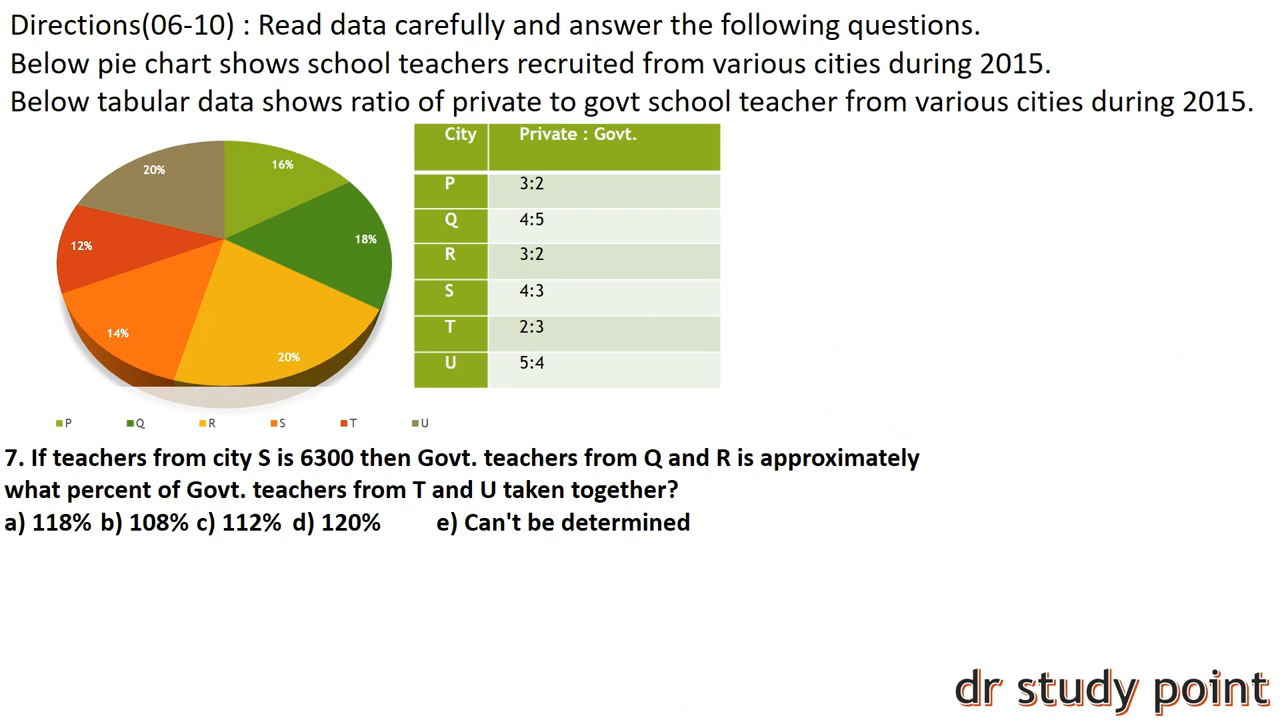 Directions(06-10) : Read data carefully and answer the following questions.
Below pie chart shows school teachers recruited from various cities during 2015.
Below tabular data shows ratio of private to govt school teacher from various cities during 2015.
20%
16%
18%
12%
14%
20%
P Q R S T U
City Private : Govt.
P 3:2
Q 4:5
R 3:2
S 4:3
T 2:3
U 5:4
7. If teachers from city S is 6300 then Govt. teachers from Q and R is approximately
what percent of Govt. teachers from T and U taken together?
a) 118% b) 108% c) 112% d) 120% e) Can't be determined
dr study point